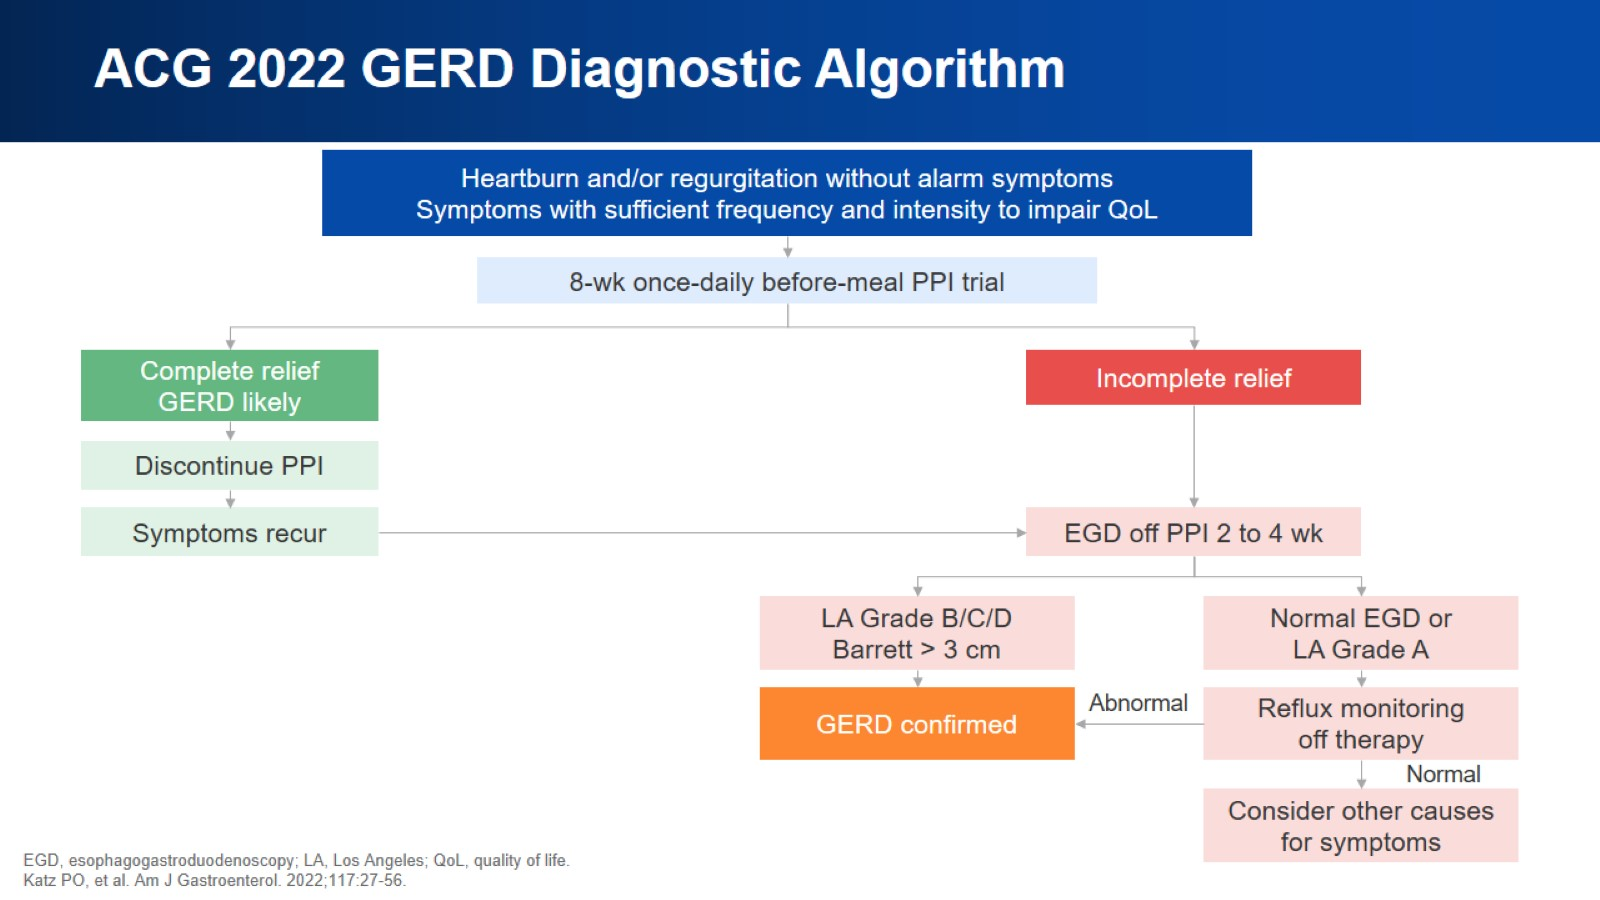 ACG 2022 GERD Diagnostic Algorithm
Heartburn and/or regurgitation without alarm symptoms
Symptoms with sufficient frequency and intensity to impair QoL
8-wk once-daily before-meal PPI trial
Complete relief
GERD likely
Incomplete relief
Discontinue PPI
Symptoms recur
EGD off PPI 2 to 4 wk
LA Grade B/C/D
Barrett > 3 cm
Normal EGD or
LA Grade A
GERD confirmed
Abnormal
Reflux monitoring
off therapy
Normal
Consider other causes
for symptoms
EGD, esophagogastroduodenoscopy; LA, Los Angeles; QoL, quality of life.
Katz PO, et al. Am J Gastroenterol. 2022;117:27-56.